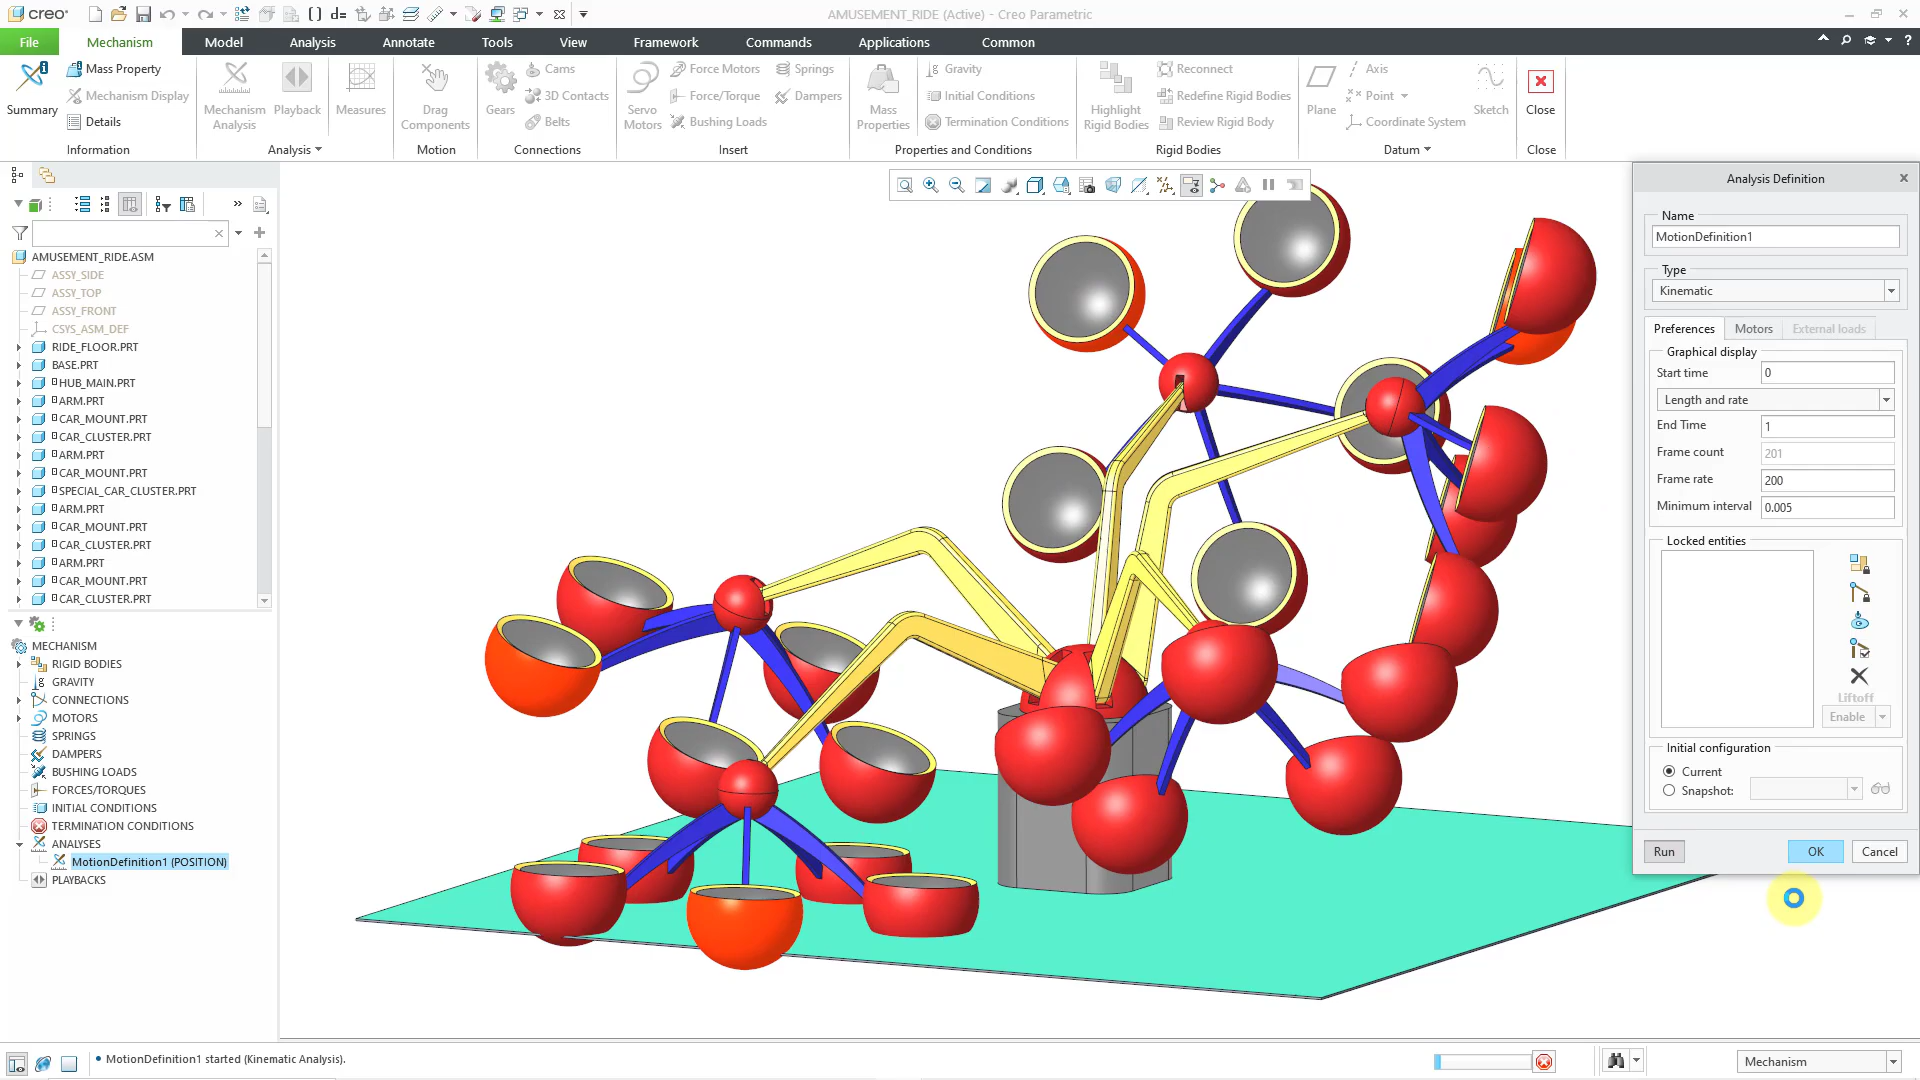 creo
d=
AMUSEMENT_RIDE (Active) - Creo Parametric
File
Mechanism
Model
Analysis
Annotate
Tools
View
Framework
Commands
Applications
Common
Summary
Mass Property
Mechanism Display
Details
Information
Mechanism
Analysis
Playback
Measures
Analysis
Drag
Components
Motion
Gears
Cams
3D Contacts
Belts
Connections
Servo
Motors
Force Motors
Force/Torque
Bushing Loads
Springs
Dampers
Insert
Mass
Properties
Gravity
Initial Conditions
Termination Conditions
Properties and Conditions
Highlight
Rigid Bodies
Reconnect
Redefine Rigid Bodies
Review Rigid Body
Rigid Bodies
Plane
Axis
Point
Coordinate System
Sketch
Datum
Close
Close
AMUSEMENT_RIDE.ASM
ASSY_SIDE
ASSY_TOP
ASSY_FRONT
CSYS_ASM_DEF
RIDE_FLOOR.PRT
BASE.PRT
HUB_MAIN.PRT
ARM.PRT
CAR_MOUNT.PRT
CAR_CLUSTER.PRT
ARM.PRT
CAR_MOUNT.PRT
SPECIAL_CAR_CLUSTER.PRT
ARM.PRT
CAR_MOUNT.PRT
CAR_CLUSTER.PRT
ARM.PRT
CAR_MOUNT.PRT
CAR_CLUSTER.PRT
MECHANISM
RIGID BODIES
GRAVITY
CONNECTIONS
MOTORS
SPRINGS
DAMPERS
BUSHING LOADS
FORCES/TORQUES
INITIAL CONDITIONS
TERMINATION CONDITIONS
ANALYSES
MotionDefinition1 (POSITION)
PLAYBACKS
Analysis Definition
Name
MotionDefinition1
Type
Kinematic
Preferences
Motors
External loads
Graphical display
Start time
0
Length and rate
End Time
1
Frame count
201
Frame rate
200
Minimum interval
0.005
Locked entities
Liftoff
Enable
Initial configuration
Current
Snapshot:
Run
OK
Cancel
• MotionDefinition1 started (Kinematic Analysis).
Mechanism